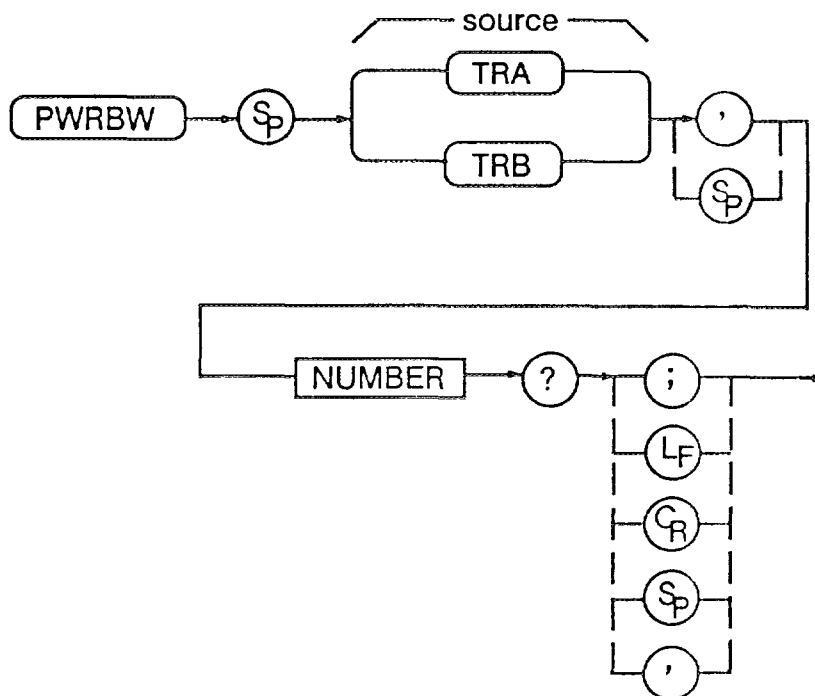 source
TRA
PWRBW SP ,
TRB
SP
NUMBER ? ;
LF
CR
SP
,